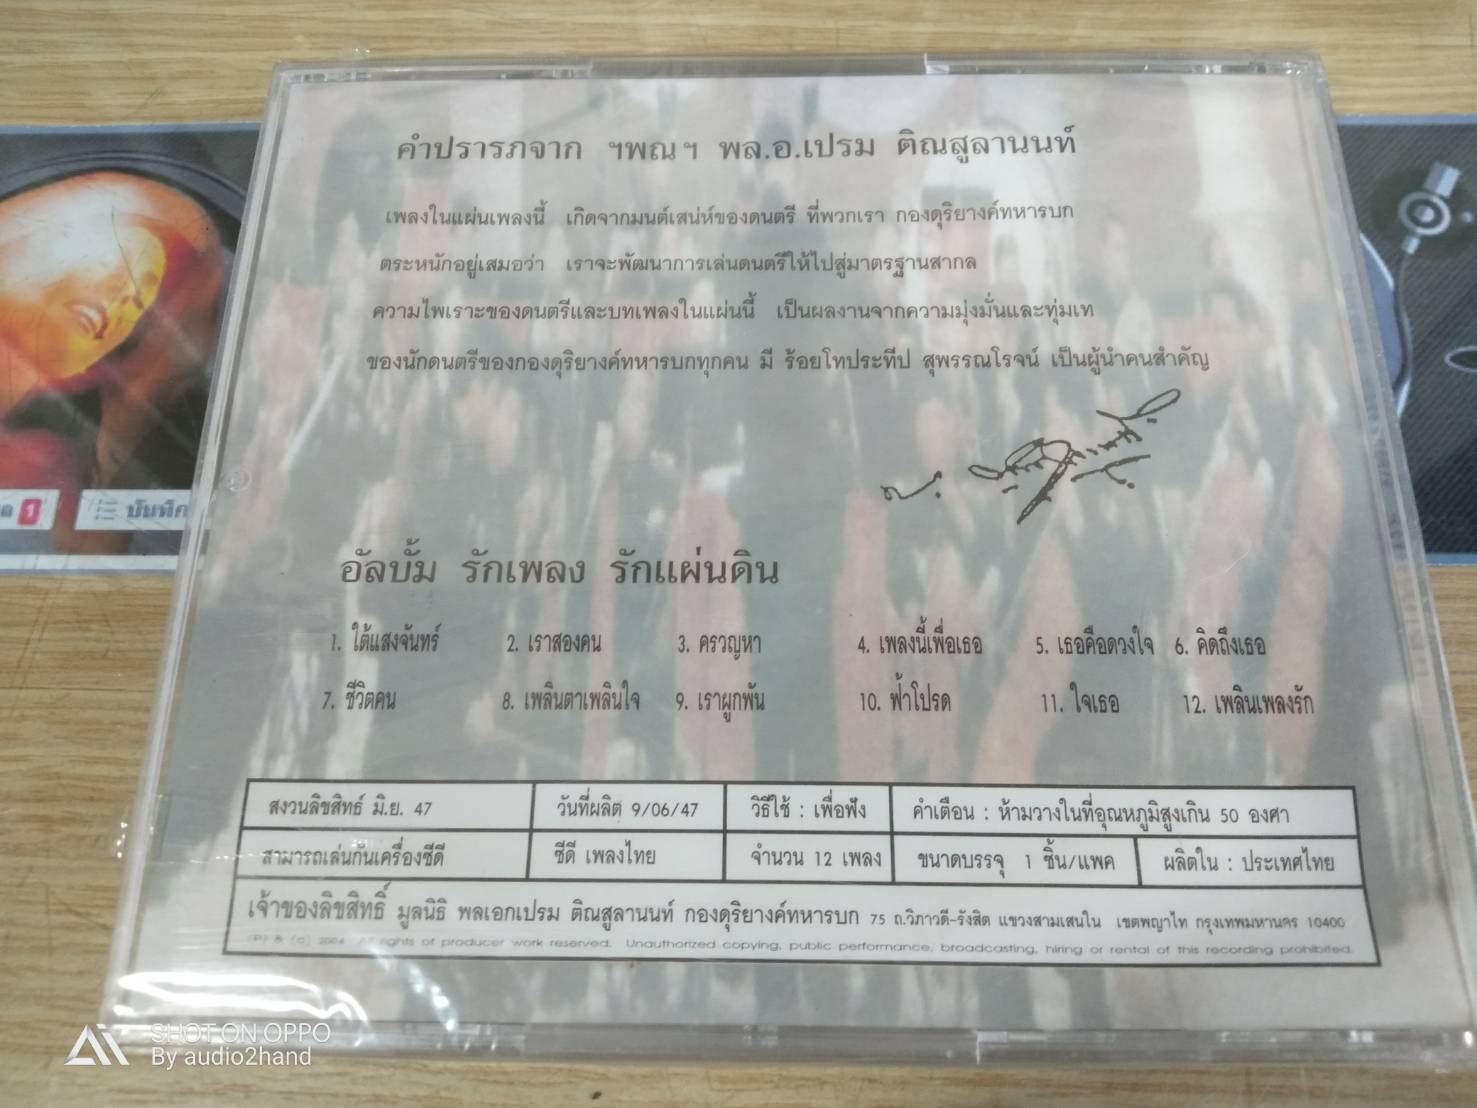 คำปรารภจาก ฯพณฯ พล.อ.เปรม ติณสูลานนท์
เพลงในแผ่นเพลงนี้ เกิดจากมนต์เสน่ห์ของดนตรี ที่พวกเรา กองดุริยางค์ทหารบก
ตระหนักอยู่เสมอว่า เราจะพัฒนาการเล่นดนตรีให้ไปสู่มาตรฐานสากล
ความไพเราะของดนตรีและบทเพลงในแผ่นนี้ เป็นผลงานจากความมุ่งมั่นและทุ่มเท
ของนักดนตรีของกองดุริยางค์ทหารบกทุกคน มี ร้อยโทประทีป สุพรรณโรจน์ เป็นผู้นำคนสำคัญ
1
บันทึก
อัลบั้ม รักเพลง รักแผ่นดิน
1. ใต้แสงจันทร์ 2. เราสองคน 3. ครวญหา 4. เพลงนี้เพื่อเธอ 5. เธอคือดวงใจ 6. คิดถึงเธอ
7. ชีวิตคน 8. เพลินตาเพลินใจ 9. เราผูกพัน 10. ฟ้าโปรด 11. ใจเธอ 12. เพลินเพลงรัก
สงวนลิขสิทธ์ มิ.ย. 47 วันที่ผลิต 9/06/47 วิธีใช้ : เพื่อฟัง คำเตือน : ห้ามวางในที่อุณหภูมิสูงเกิน 50 องศา
สามารถเล่นกับเครื่องซีดี ซีดี เพลงไทย จำนวน 12 เพลง ขนาดบรรจุ 1 ชิ้น/แพค ผลิตใน : ประเทศไทย
เจ้าของลิขสิทธิ์ มูลนิธิ พลเอกเปรม ติณสูลานนท์ กองดุริยางค์ทหารบก 75 ถ.วิภาวดี-รังสิต แขวงสามเสนใน เขตพญาไท กรุงเทพมหานคร 10400
(P) & (C) 2004 All rights of producer work reserved. Unauthorized copying, public performance, broadcasting, hiring or rental of this recording prohibited.
SHOT ON OPPO
By audio2hand